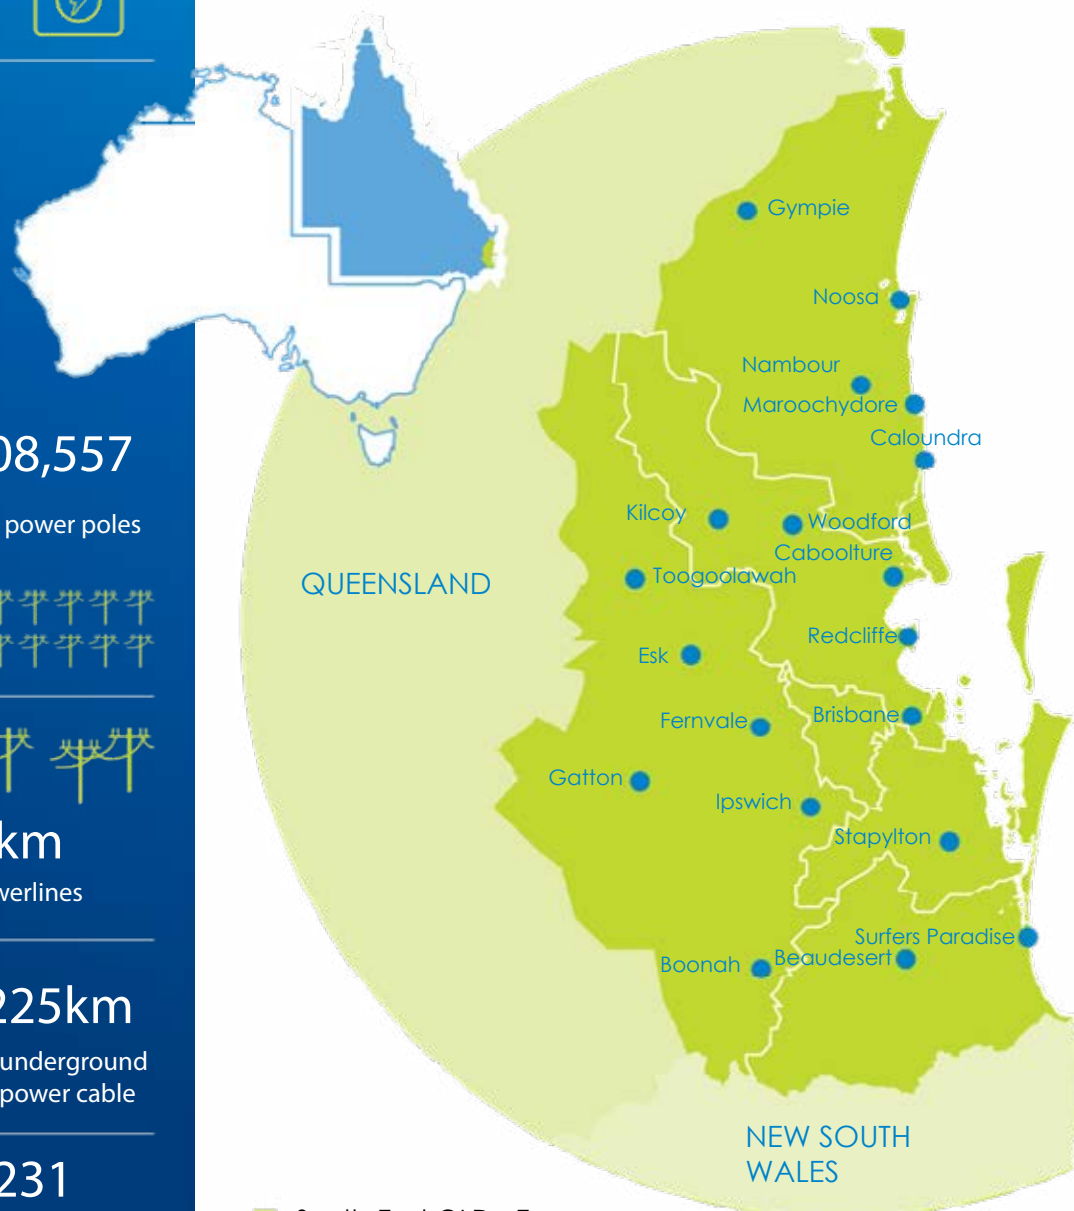 08,557
power poles
km
werlines
225km
underground
power cable
231
Gympie
Noosa
Nambour
Maroochydore
Caloundra
Kilcoy
Woodford
Caboolture
QUEENSLAND
Toogoolawah
Redcliffe
Esk
Fernvale
Brisbane
Gatton
Ipswich
Stapylton
Surfers Paradise
Boonah
Beaudesert
NEW SOUTH
WALES